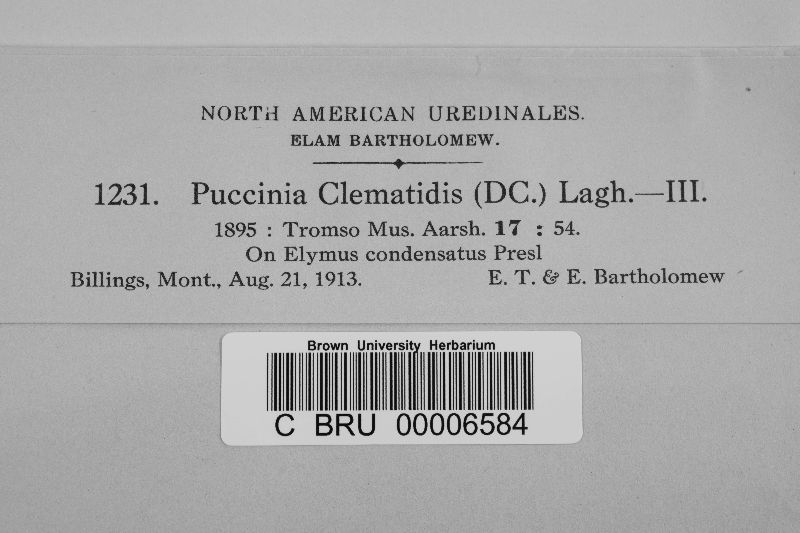 NORTH AMERICAN UREDINALES.
ELAM BARTHOLOMEW.
1231. Puccinia Clematidis (DC.) Lagh.—III.
1895 : Tromso Mus. Aarsh. 17 : 54.
On Elymus condensatus Presl
Billings, Mont., Aug. 21, 1913. E. T. & E. Bartholomew
Brown University Herbarium
C BRU 00006584